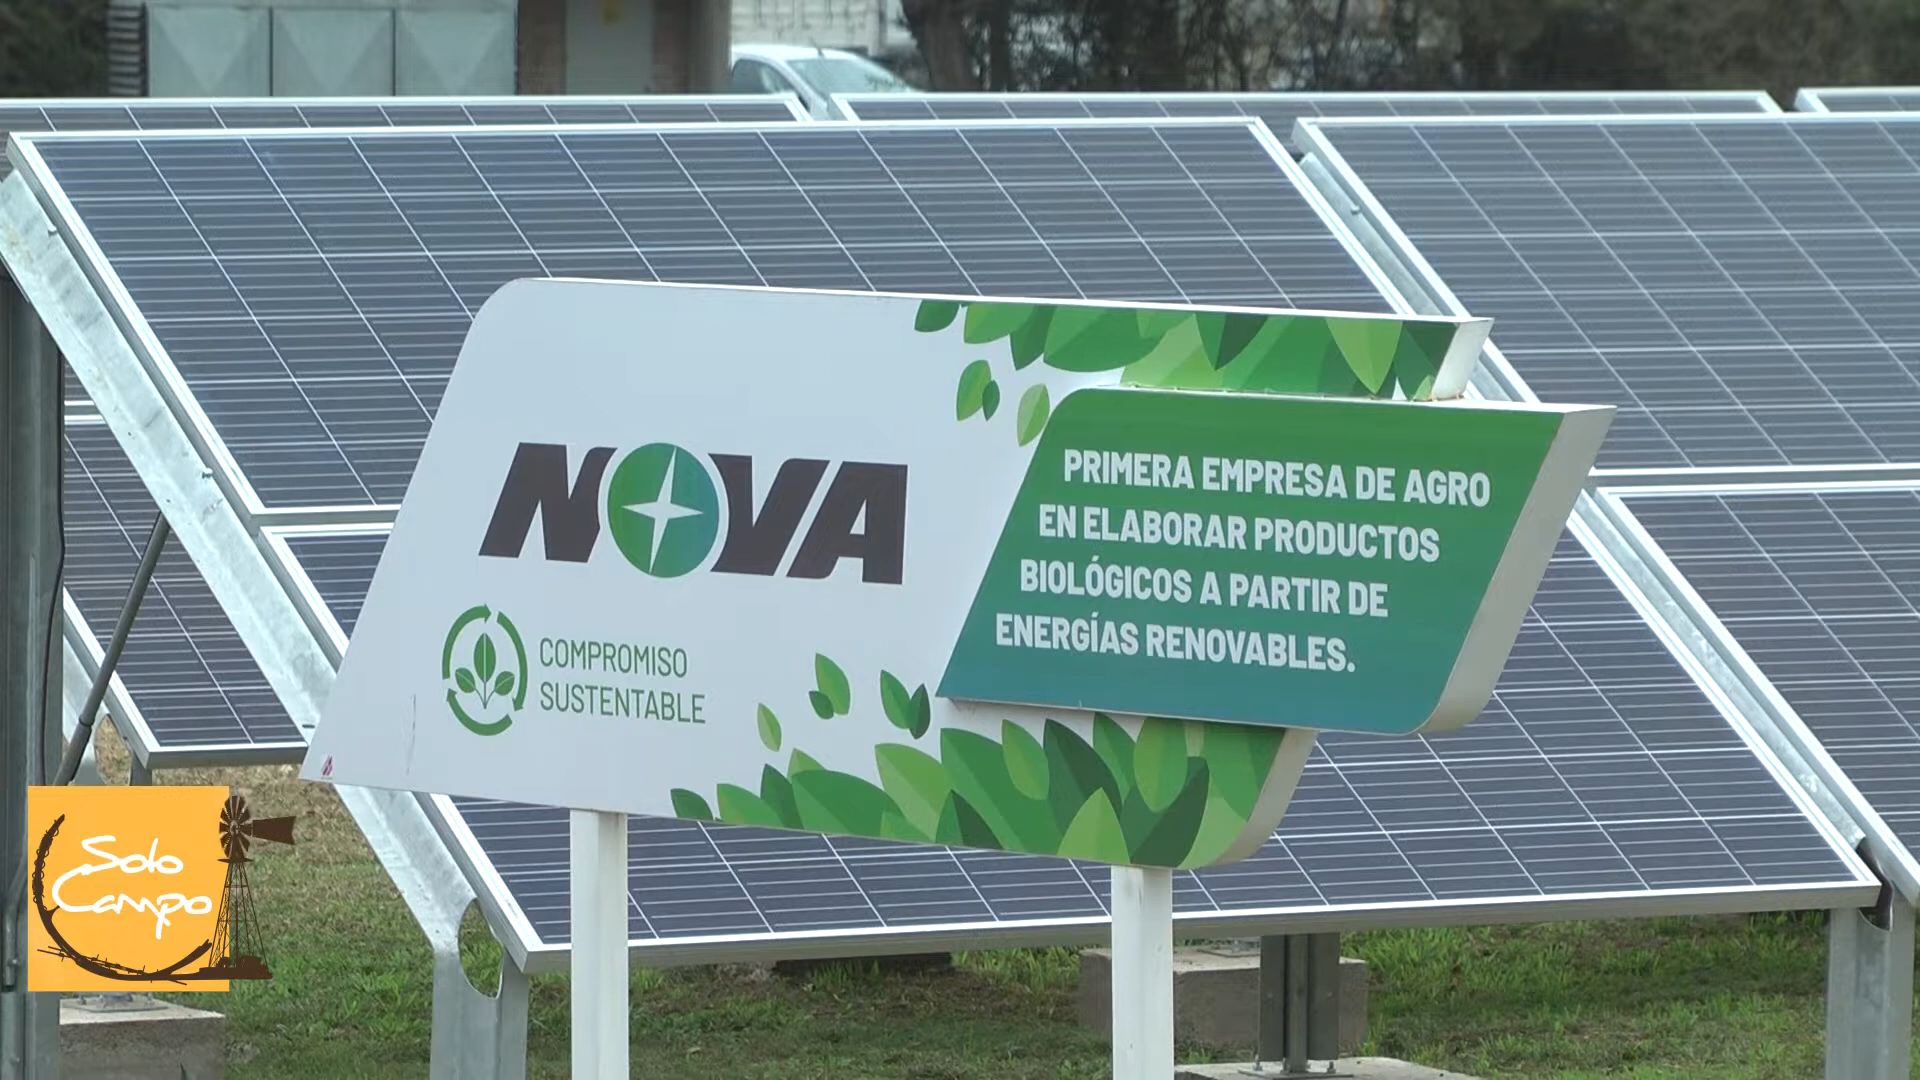 NOVA
COMPROMISO
SUSTENTABLE
PRIMERA EMPRESA DE AGRO
EN ELABORAR PRODUCTOS
BIOLÓGICOS A PARTIR DE
ENERGÍAS RENOVABLES.
Solo
Campo